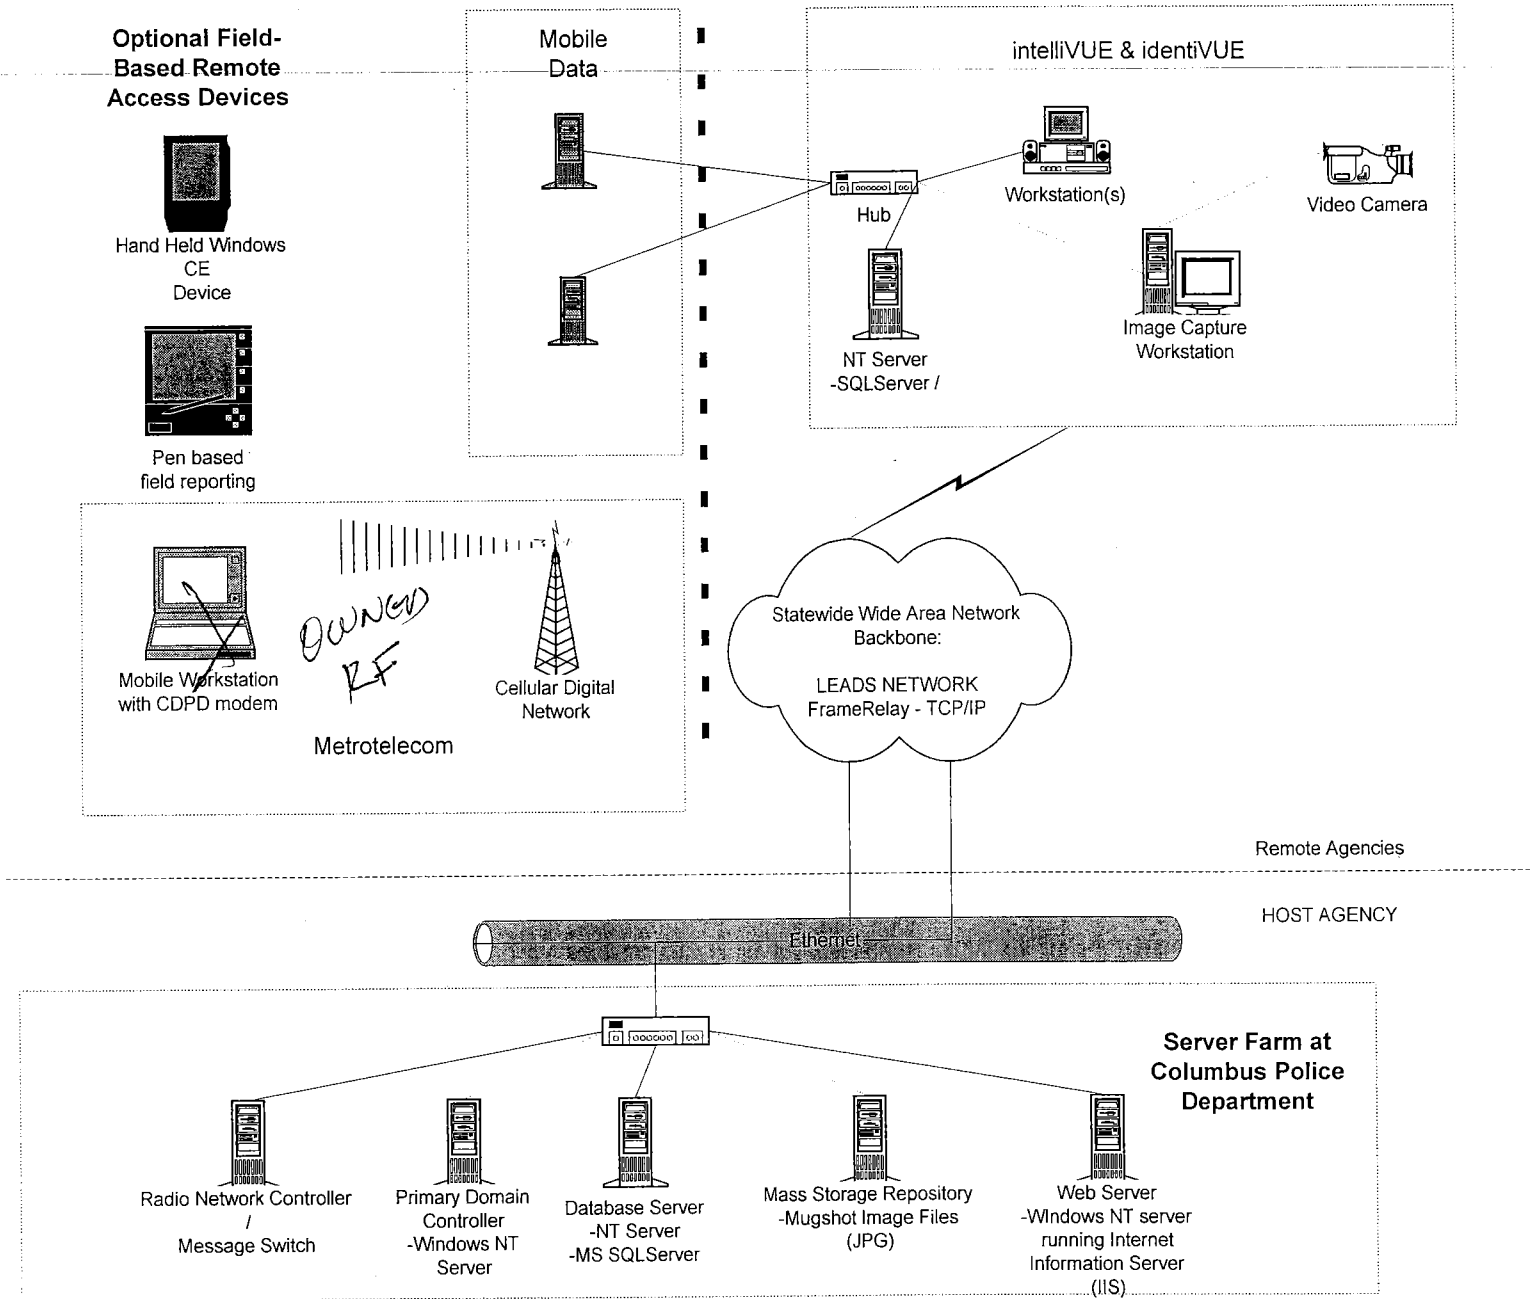 Optional Field-
Based Remote
Access Devices
Hand Held Windows
CE
Device
Pen based
field reporting
Mobile
Data
intelliVUE & identiVUE
Hub
Workstation(s)
Video Camera
NT Server
-SQLServer /
Image Capture
Workstation
OWNED
RF
Mobile Workstation
with CDPD modem
Cellular Digital
Network
Metrotelecom
Statewide Wide Area Network
Backbone:
LEADS NETWORK
FrameRelay - TCP/IP
Remote Agencies
HOST AGENCY
Ethernet
Server Farm at
Columbus Police
Department
Radio Network Controller
/
Message Switch
Primary Domain
Controller
-Windows NT
Server
Database Server
-NT Server
-MS SQLServer
Mass Storage Repository
-Mugshot Image Files
(JPG)
Web Server
-WIndows NT server
running Internet
Information Server
(IIS)